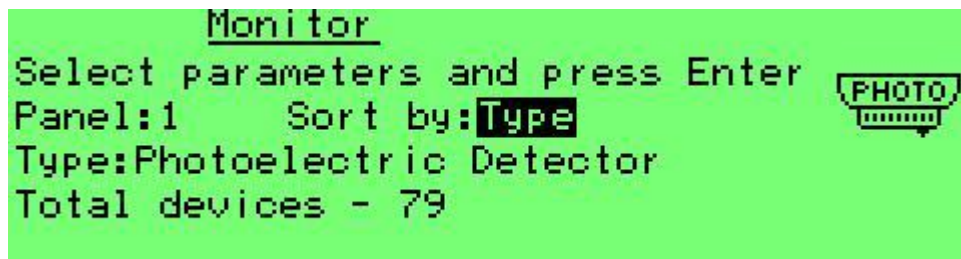 Monitor
Select parameters and press Enter
PHOTO
Panel:1 Sort by:Type
Type:Photoelectric Detector
Total devices - 79